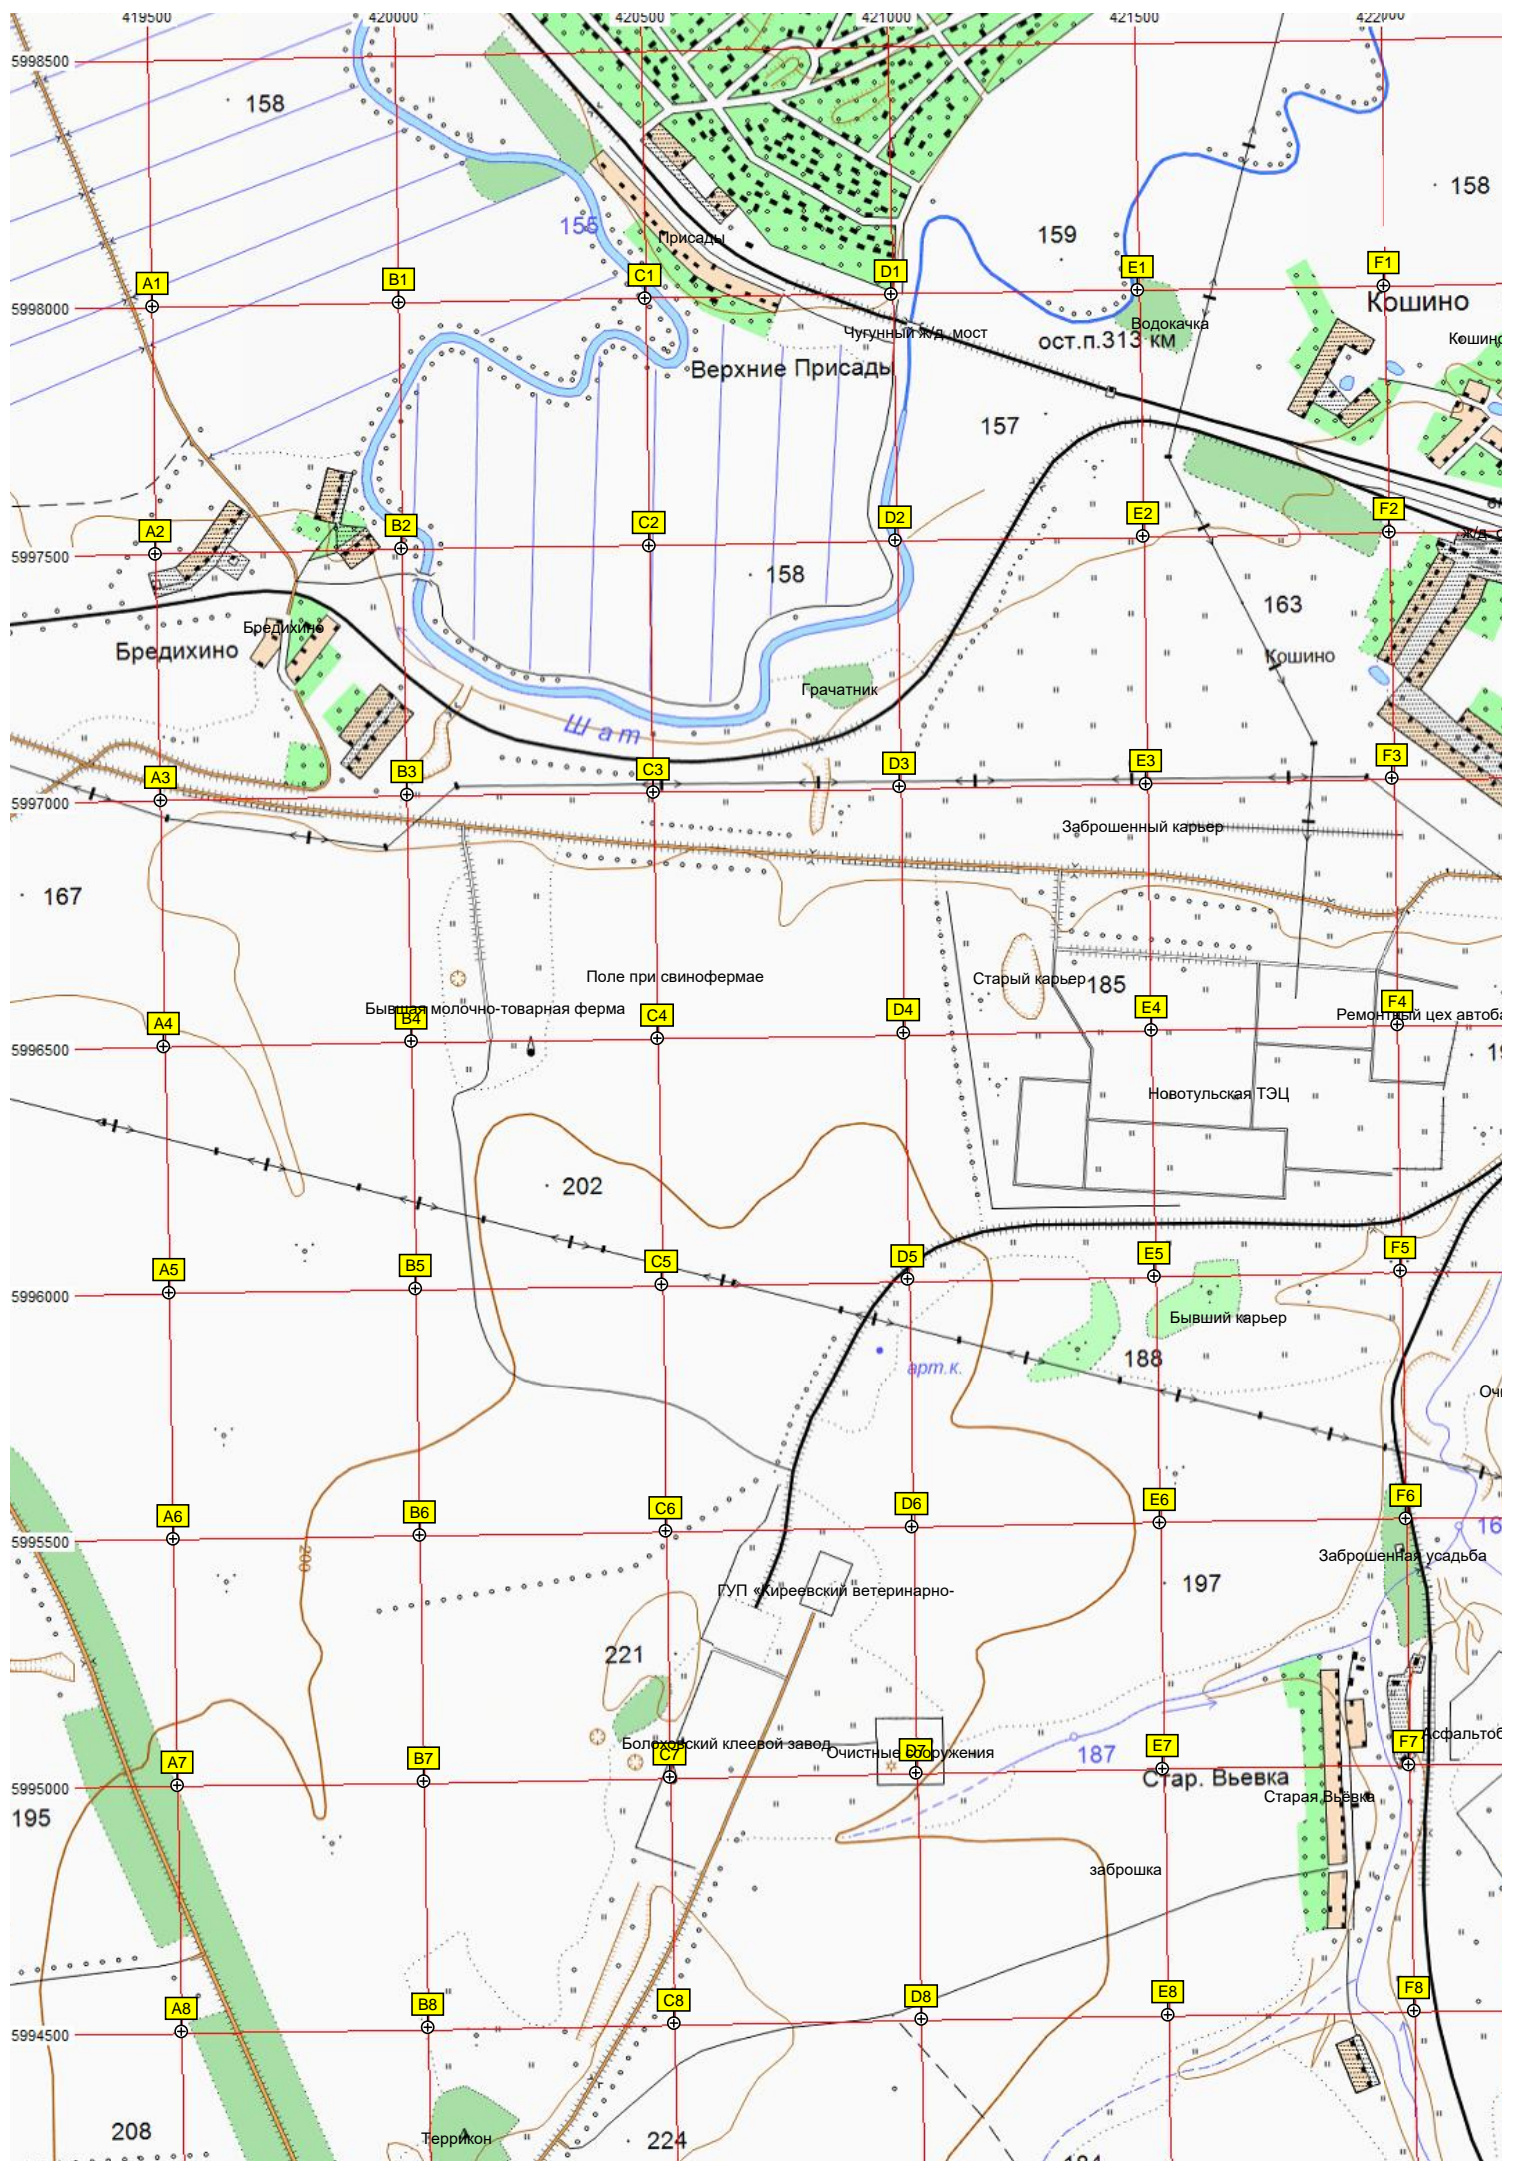 419500 420000 420500 421000 421500 422000
5998500
158
158
155
159
Присады
A1 B1 C1 D1 E1 F1
5998000
Кошино
Водокачка
Чугунный ж/д. мост
ост.п.313 км
Верхние Присады
157
A2 B2 C2 D2 E2 F2
5997500
158
163
Бредихино
Бредихино
Кошино
Грачатник
Шат
A3 B3 C3 D3 E3 F3
5997000
Заброшенный карьер
167
Поле при свинофермае
Старый карьер
185
Бывшая молочно-товарная ферма
A4 B4 C4 D4 E4 F4
5996500
Новотульская ТЭЦ
202
A5 B5 C5 D5 E5 F5
5996000
Бывший карьер
188
арт.к.
A6 B6 C6 D6 E6 F6
5995500
200
Заброшенная усадьба
197
ГУП «Киреевский ветеринарно-
221
Болоховский клеевой завод
Очистные сооружения
187
A7 B7 C7 D7 E7 F7
5995000
Стар. Вьевка
Старая Вьёвка
195
заброшка
A8 B8 C8 D8 E8 F8
5994500
208
Террикон
224